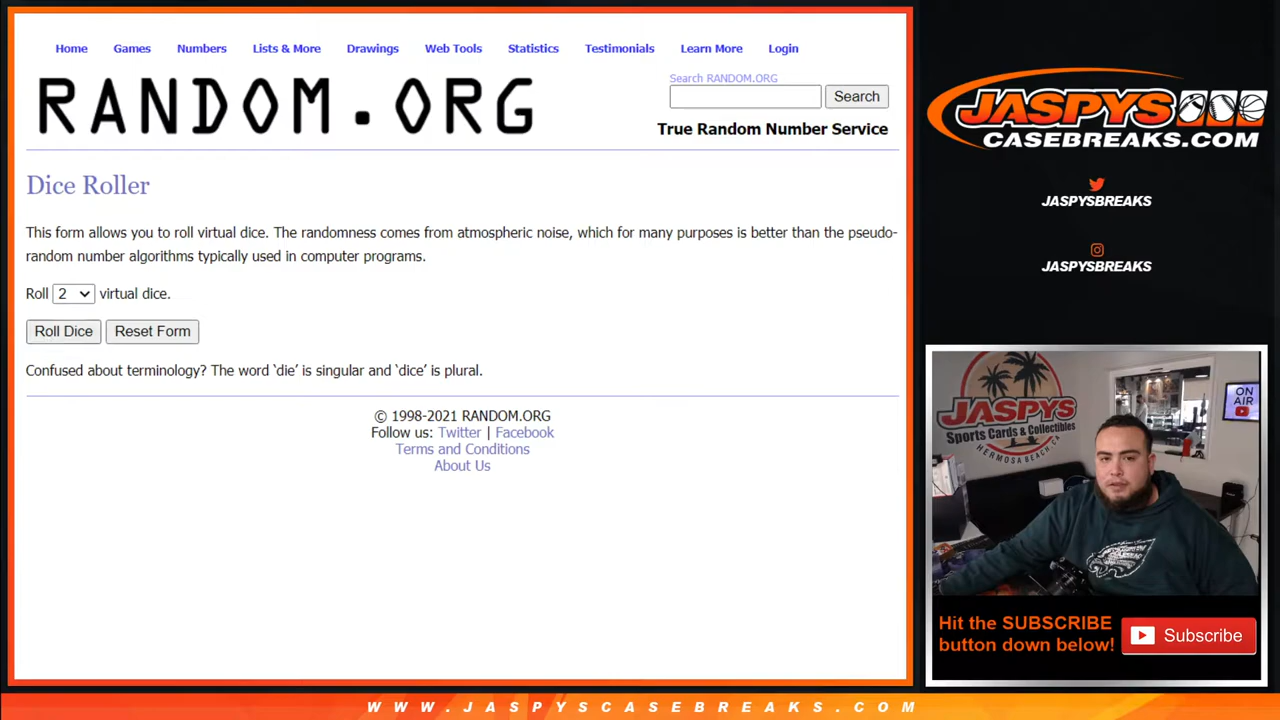 Home Games Numbers Lists & More Drawings Web Tools Statistics Testimonials Learn More Login
RANDOM.ORG
Search RANDOM.ORG
Search
True Random Number Service
Dice Roller
This form allows you to roll virtual dice. The randomness comes from atmospheric noise, which for many purposes is better than the pseudo-
random number algorithms typically used in computer programs.
Roll 2 virtual dice.
Roll Dice Reset Form
Confused about terminology? The word ‘die’ is singular and ‘dice’ is plural.
© 1998-2021 RANDOM.ORG
Follow us: Twitter | Facebook
Terms and Conditions
About Us
JASPYS
CASEBREAKS.COM
JASPYSBREAKS
JASPYSBREAKS
JASPYS
Sports Cards & Collectibles
HERMOSA BEACH, CA
ON
AIR
Hit the SUBSCRIBE
button down below!
Subscribe
WWW.JASPYSCASEBREAKS.COM